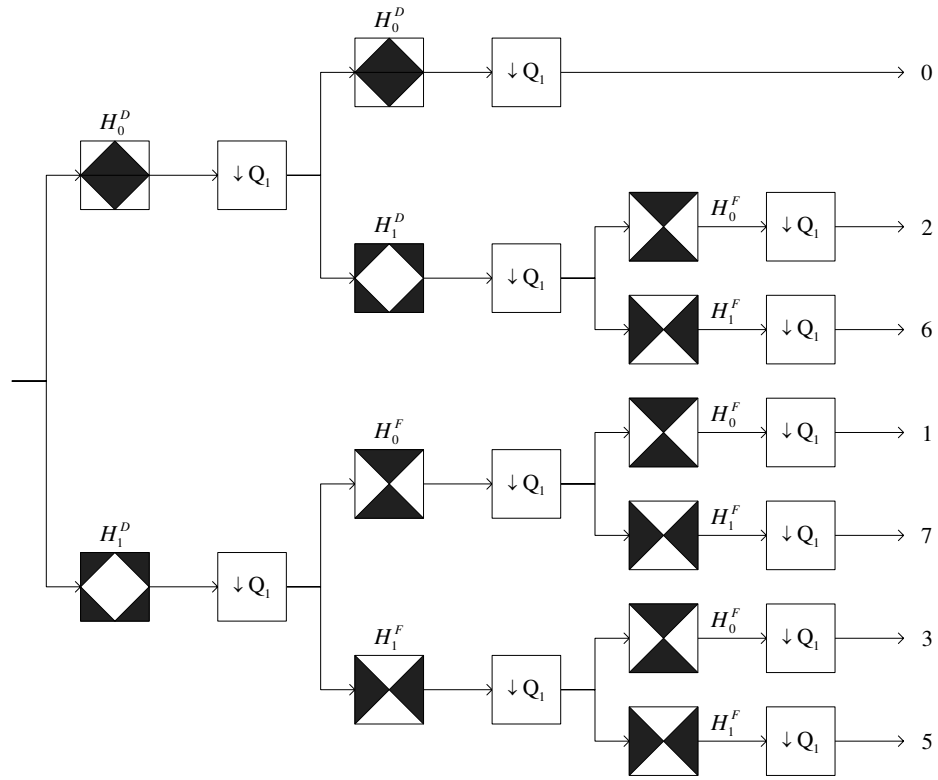 H_0^D
↓ Q_1
0
H_0^D
↓ Q_1
H_1^D
↓ Q_1
H_0^F
↓ Q_1
2
H_1^F
↓ Q_1
6
H_0^F
↓ Q_1
H_0^F
↓ Q_1
1
H_1^F
↓ Q_1
7
H_1^D
↓ Q_1
H_1^F
↓ Q_1
H_0^F
↓ Q_1
3
H_1^F
↓ Q_1
5